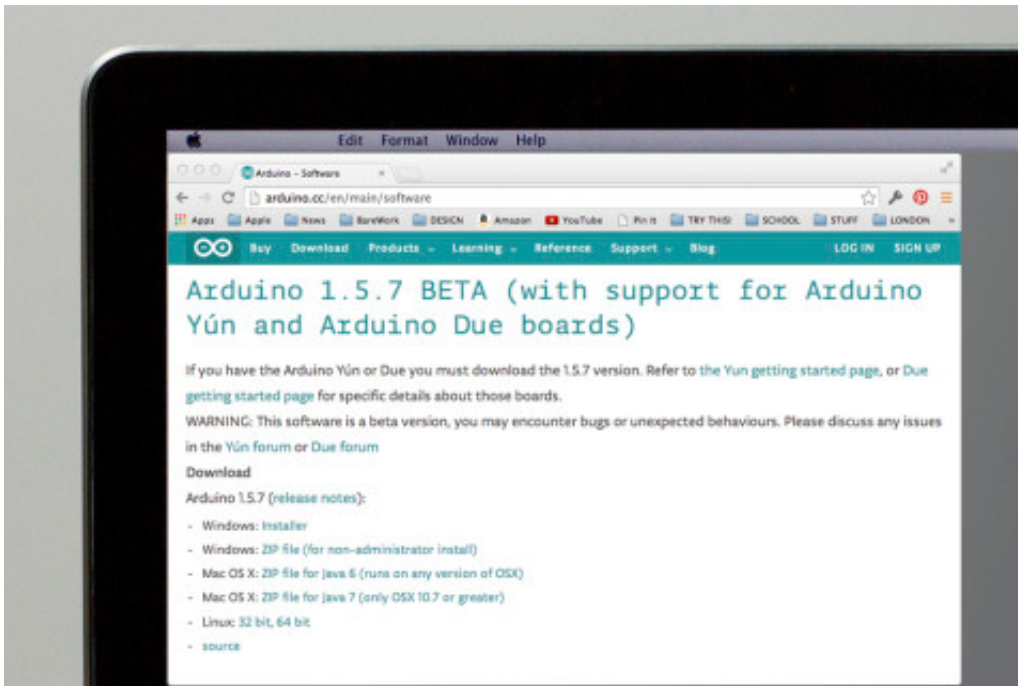 Edit Format Window Help
Arduino - Software
arduino.cc/en/main/software
Apps Apple News BareWork DESIGN Amazon YouTube Pin It TRY THIS! SCHOOL STUFF LONDON »
Buy Download Products Learning Reference Support Blog LOG IN SIGN UP
Arduino 1.5.7 BETA (with support for Arduino
Yún and Arduino Due boards)
If you have the Arduino Yún or Due you must download the 1.5.7 version. Refer to the Yun getting started page, or Due
getting started page for specific details about those boards.
WARNING: This software is a beta version, you may encounter bugs or unexpected behaviours. Please discuss any issues
in the Yún forum or Due forum
Download
Arduino 1.5.7 (release notes):
- Windows: Installer
- Windows: ZIP file (for non-administrator install)
- Mac OS X: ZIP file for Java 6 (runs on any version of OSX)
- Mac OS X: ZIP file for Java 7 (only OSX 10.7 or greater)
- Linux: 32 bit, 64 bit
- source